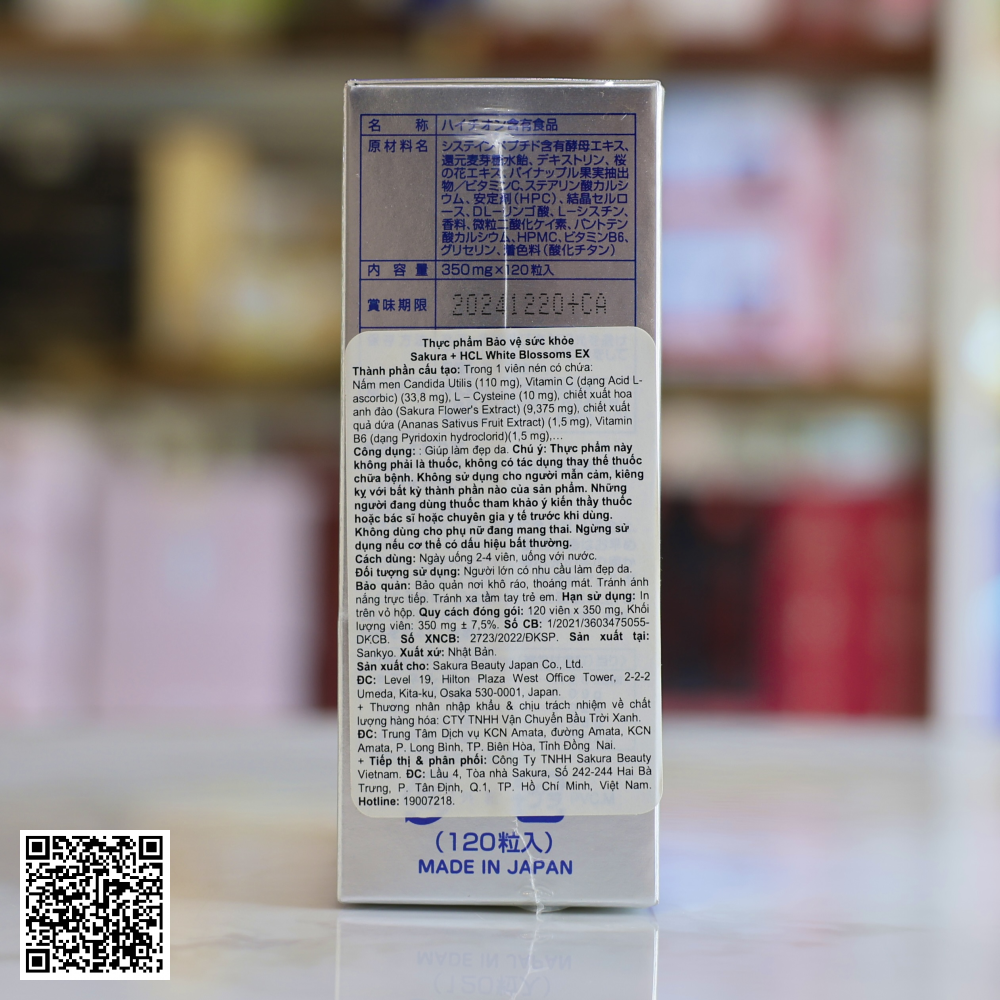 名 称 ハイチオン含有食品
原材料名 システインペプチド含有酵母エキス、
還元麦芽糖水飴、デキストリン、桜
の花エキス、パイナップル果実抽出
物/ビタミンC、ステアリン酸カルシ
ウム、安定剤(HPC)、結晶セルロ
ース、DL-リンゴ酸、L-シスチン、
香料、微粒二酸化ケイ素、パントテン
酸カルシウム、HPMC、ビタミンB6、
グリセリン、着色料(酸化チタン)
内 容 量 350mg×120粒入
賞味期限 20241220+CA
Thực phẩm Bảo vệ sức khỏe
Sakura + HCL White Blossoms EX
Thành phần cấu tạo: Trong 1 viên nén có chứa:
Nấm men Candida Utilis (110 mg), Vitamin C (dạng Acid L-
ascorbic) (33,8 mg), L – Cysteine (10 mg), chiết xuất hoa
anh đào (Sakura Flower's Extract) (9,375 mg), chiết xuất
quả dứa (Ananas Sativus Fruit Extract) (1,5 mg), Vitamin
B6 (dạng Pyridoxin hydroclorid)(1,5 mg),…
Công dụng: : Giúp làm đẹp da. Chú ý: Thực phẩm này
không phải là thuốc, không có tác dụng thay thế thuốc
chữa bệnh. Không sử dụng cho người mẫn cảm, kiêng
kỵ với bất kỳ thành phần nào của sản phẩm. Những
người đang dùng thuốc tham khảo ý kiến thầy thuốc
hoặc bác sĩ hoặc chuyên gia y tế trước khi dùng.
Không dùng cho phụ nữ đang mang thai. Ngừng sử
dụng nếu cơ thể có dấu hiệu bất thường.
Cách dùng: Ngày uống 2-4 viên, uống với nước.
Đối tượng sử dụng: Người lớn có nhu cầu làm đẹp da.
Bảo quản: Bảo quản nơi khô ráo, thoáng mát. Tránh ánh
nắng trực tiếp. Tránh xa tầm tay trẻ em. Hạn sử dụng: In
trên vỏ hộp. Quy cách đóng gói: 120 viên x 350 mg, Khối
lượng viên: 350 mg ± 7,5%. Số CB: 1/2021/3603475055-
DKCB. Số XNCB: 2723/2022/ĐKSP. Sản xuất tại:
Sankyo. Xuất xứ: Nhật Bản.
Sản xuất cho: Sakura Beauty Japan Co., Ltd.
ĐC: Level 19, Hilton Plaza West Office Tower, 2-2-2
Umeda, Kita-ku, Osaka 530-0001, Japan.
+ Thương nhân nhập khẩu & chịu trách nhiệm về chất
lượng hàng hóa: CTY TNHH Vận Chuyển Bầu Trời Xanh.
ĐC: Trung Tâm Dịch vụ KCN Amata, đường Amata, KCN
Amata, P. Long Bình, TP. Biên Hòa, Tỉnh Đồng Nai.
+ Tiếp thị & phân phối: Công Ty TNHH Sakura Beauty
Vietnam. ĐC: Lầu 4, Tòa nhà Sakura, Số 242-244 Hai Bà
Trưng, P. Tân Định, Q.1, TP. Hồ Chí Minh, Việt Nam.
Hotline: 19007218.
(120粒入)
MADE IN JAPAN